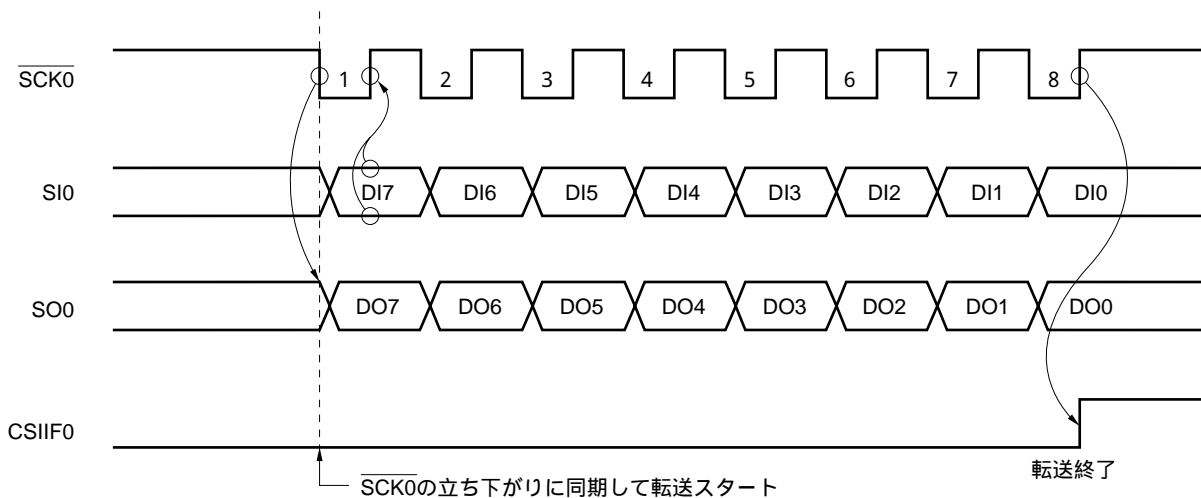 SCK0 1 2 3 4 5 6 7 8
SI0 DI7 DI6 DI5 DI4 DI3 DI2 DI1 DI0
SO0 DO7 DO6 DO5 DO4 DO3 DO2 DO1 DO0
CSIIF0
転送終了
SCK0の立ち下がりに同期して転送スタート